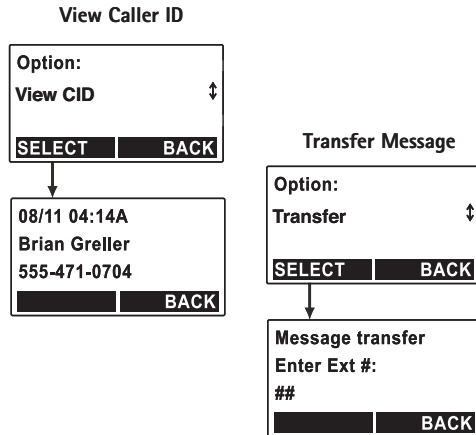 View Caller ID
Option:
View CID
SELECT BACK
08/11 04:14A
Brian Greller
555-471-0704
BACK
Transfer Message
Option:
Transfer
SELECT BACK
Message transfer
Enter Ext #:
##
BACK